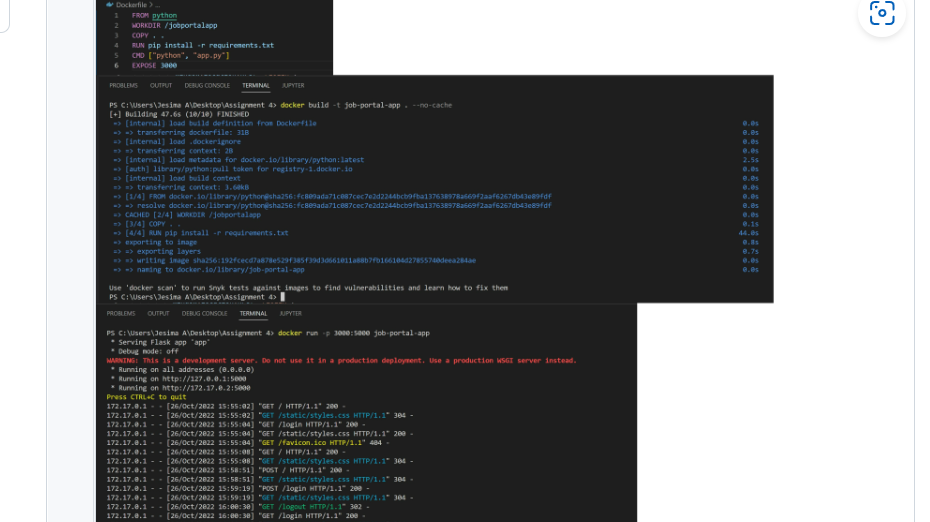 Dockerfile > ...
1 FROM python
2 WORKDIR /jobportalapp
3 COPY . .
4 RUN pip install -r requirements.txt
5 CMD ["python", "app.py"]
6 EXPOSE 3000
PROBLEMS OUTPUT DEBUG CONSOLE TERMINAL JUPYTER
PS C:\Users\Jesima A\Desktop\Assignment 4> docker build -t job-portal-app . --no-cache
[+] Building 47.6s (10/10) FINISHED
=> [internal] load build definition from Dockerfile 0.0s
=> => transferring dockerfile: 31B 0.0s
=> [internal] load .dockerignore 0.0s
=> => transferring context: 2B 0.0s
=> [internal] load metadata for docker.io/library/python:latest 2.5s
=> [auth] library/python:pull token for registry-1.docker.io 0.0s
=> [internal] load build context 0.0s
=> => transferring context: 3.60kB 0.0s
=> [1/4] FROM 0.0s
=> => resolve 0.0s
=> CACHED [2/4] WORKDIR /jobportalapp 0.0s
=> [3/4] COPY . . 0.1s
=> [4/4] RUN pip install -r requirements.txt 44.0s
=> exporting to image 0.8s
=> => exporting layers 0.7s
=> => writing image 0.0s
=> => naming to docker.io/library/job-portal-app 0.0s
Use 'docker scan' to run Snyk tests against images to find vulnerabilities and learn how to fix them
PS C:\Users\Jesima A\Desktop\Assignment 4>
PROBLEMS OUTPUT DEBUG CONSOLE TERMINAL JUPYTER
PS C:\Users\Jesima A\Desktop\Assignment 4> docker run -p 3000:5000 job-portal-app
* Serving Flask app 'app'
* Debug mode: off
WARNING: This is a development server. Do not use it in a production deployment. Use a production WSGI server instead.
* Running on all addresses (0.0.0.0)
* Running on http://127.0.0.1:5000
* Running on http://172.17.0.2:5000
Press CTRL+C to quit
172.17.0.1 - - [26/Oct/2022 15:55:02] "GET / HTTP/1.1" 200 -
172.17.0.1 - - [26/Oct/2022 15:55:02] "GET /static/styles.css HTTP/1.1" 304 -
172.17.0.1 - - [26/Oct/2022 15:55:04] "GET /login HTTP/1.1" 200 -
172.17.0.1 - - [26/Oct/2022 15:55:04] "GET /static/styles.css HTTP/1.1" 200 -
172.17.0.1 - - [26/Oct/2022 15:55:04] "GET /favicon.ico HTTP/1.1" 404 -
172.17.0.1 - - [26/Oct/2022 15:55:08] "GET / HTTP/1.1" 200 -
172.17.0.1 - - [26/Oct/2022 15:55:08] "GET /static/styles.css HTTP/1.1" 304 -
172.17.0.1 - - [26/Oct/2022 15:58:51] "POST / HTTP/1.1" 200 -
172.17.0.1 - - [26/Oct/2022 15:58:51] "GET /static/styles.css HTTP/1.1" 304 -
172.17.0.1 - - [26/Oct/2022 15:59:19] "POST /login HTTP/1.1" 200 -
172.17.0.1 - - [26/Oct/2022 15:59:19] "GET /static/styles.css HTTP/1.1" 304 -
172.17.0.1 - - [26/Oct/2022 16:00:30] "GET /logout HTTP/1.1" 302 -
172.17.0.1 - - [26/Oct/2022 16:00:30] "GET /login HTTP/1.1" 200 -